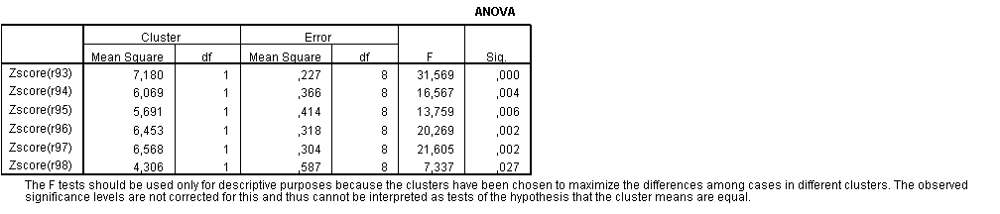 ANOVA
Cluster Error
Mean Square df Mean Square df F Sig.
Zscore(r93) 7,180 1 ,227 8 31,569 ,000
Zscore(r94) 6,069 1 ,366 8 16,567 ,004
Zscore(r95) 5,691 1 ,414 8 13,759 ,006
Zscore(r96) 6,453 1 ,318 8 20,269 ,002
Zscore(r97) 6,568 1 ,304 8 21,605 ,002
Zscore(r98) 4,306 1 ,587 8 7,337 ,027
The F tests should be used only for descriptive purposes because the clusters have been chosen to maximize the differences among cases in different clusters. The observed
significance levels are not corrected for this and thus cannot be interpreted as tests of the hypothesis that the cluster means are equal.